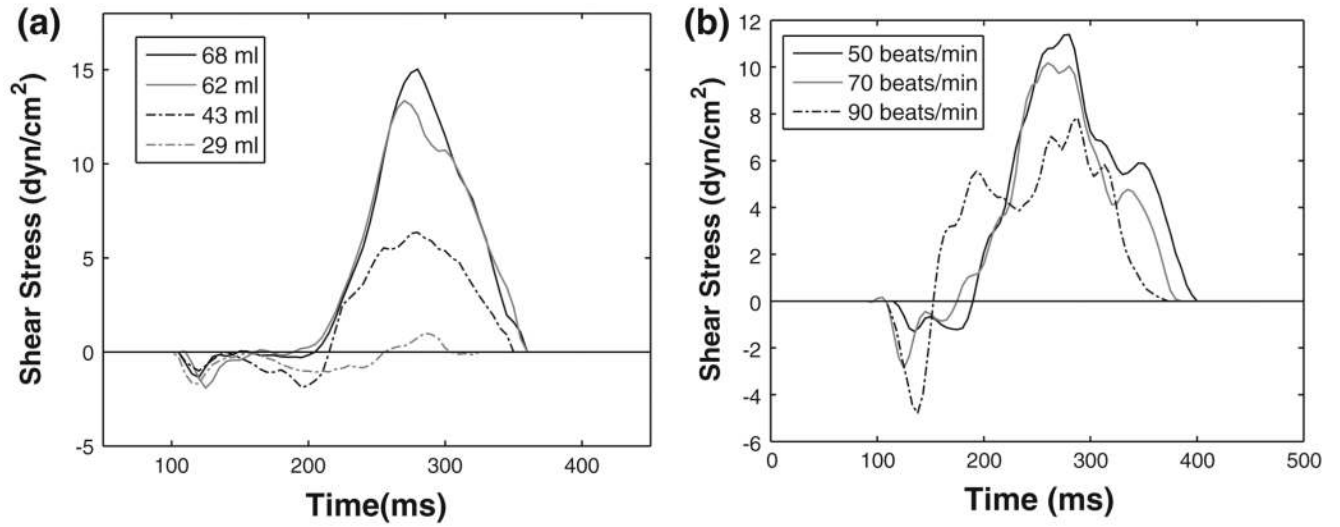 (a)
68 ml
62 ml
43 ml
29 ml
15
10
5
0
-5
100
200
300
400
Time(ms)
Shear Stress (dyn/cm²)
(b)
50 beats/min
70 beats/min
90 beats/min
12
10
8
6
4
2
0
-2
-4
-6
0
100
200
300
400
500
Time (ms)
Shear Stress (dyn/cm²)